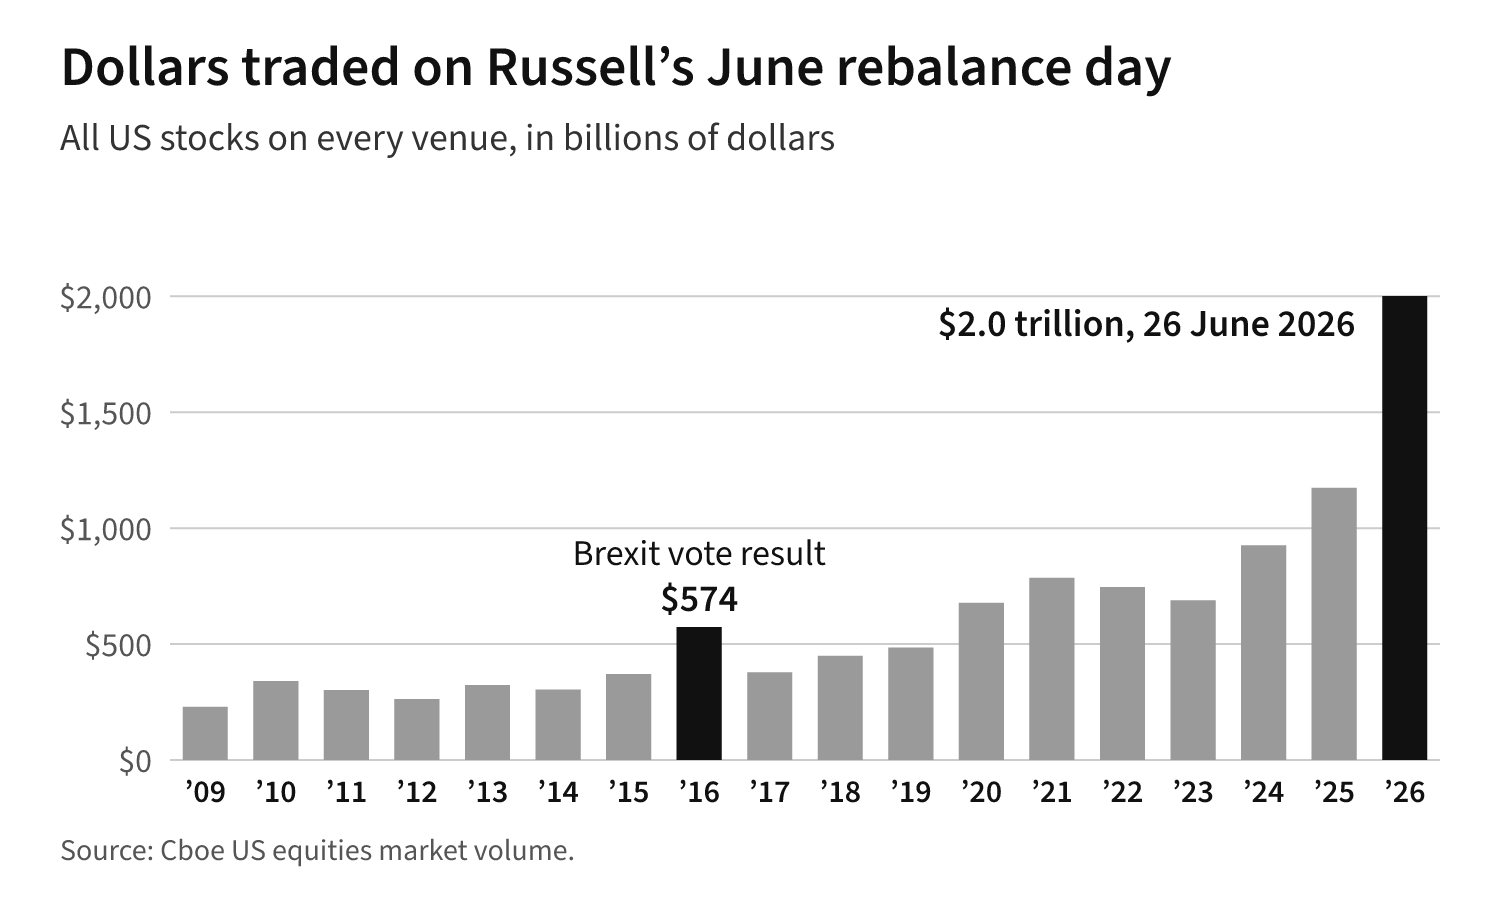 Dollars traded on Russell’s June rebalance day
All US stocks on every venue, in billions of dollars
$2,000
$2.0 trillion, 26 June 2026
$1,500
$1,000
Brexit vote result
$574
$500
$0
’09 ’10 ’11 ’12 ’13 ’14 ’15 ’16 ’17 ’18 ’19 ’20 ’21 ’22 ’23 ’24 ’25 ’26
Source: Cboe US equities market volume.